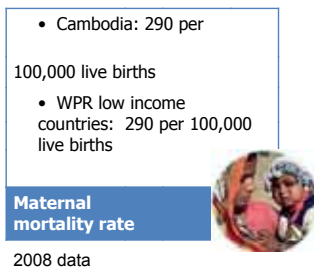 • Cambodia: 290 per
100,000 live births
• WPR low income
countries: 290 per 100,000
live births
Maternal
mortality rate
2008 data